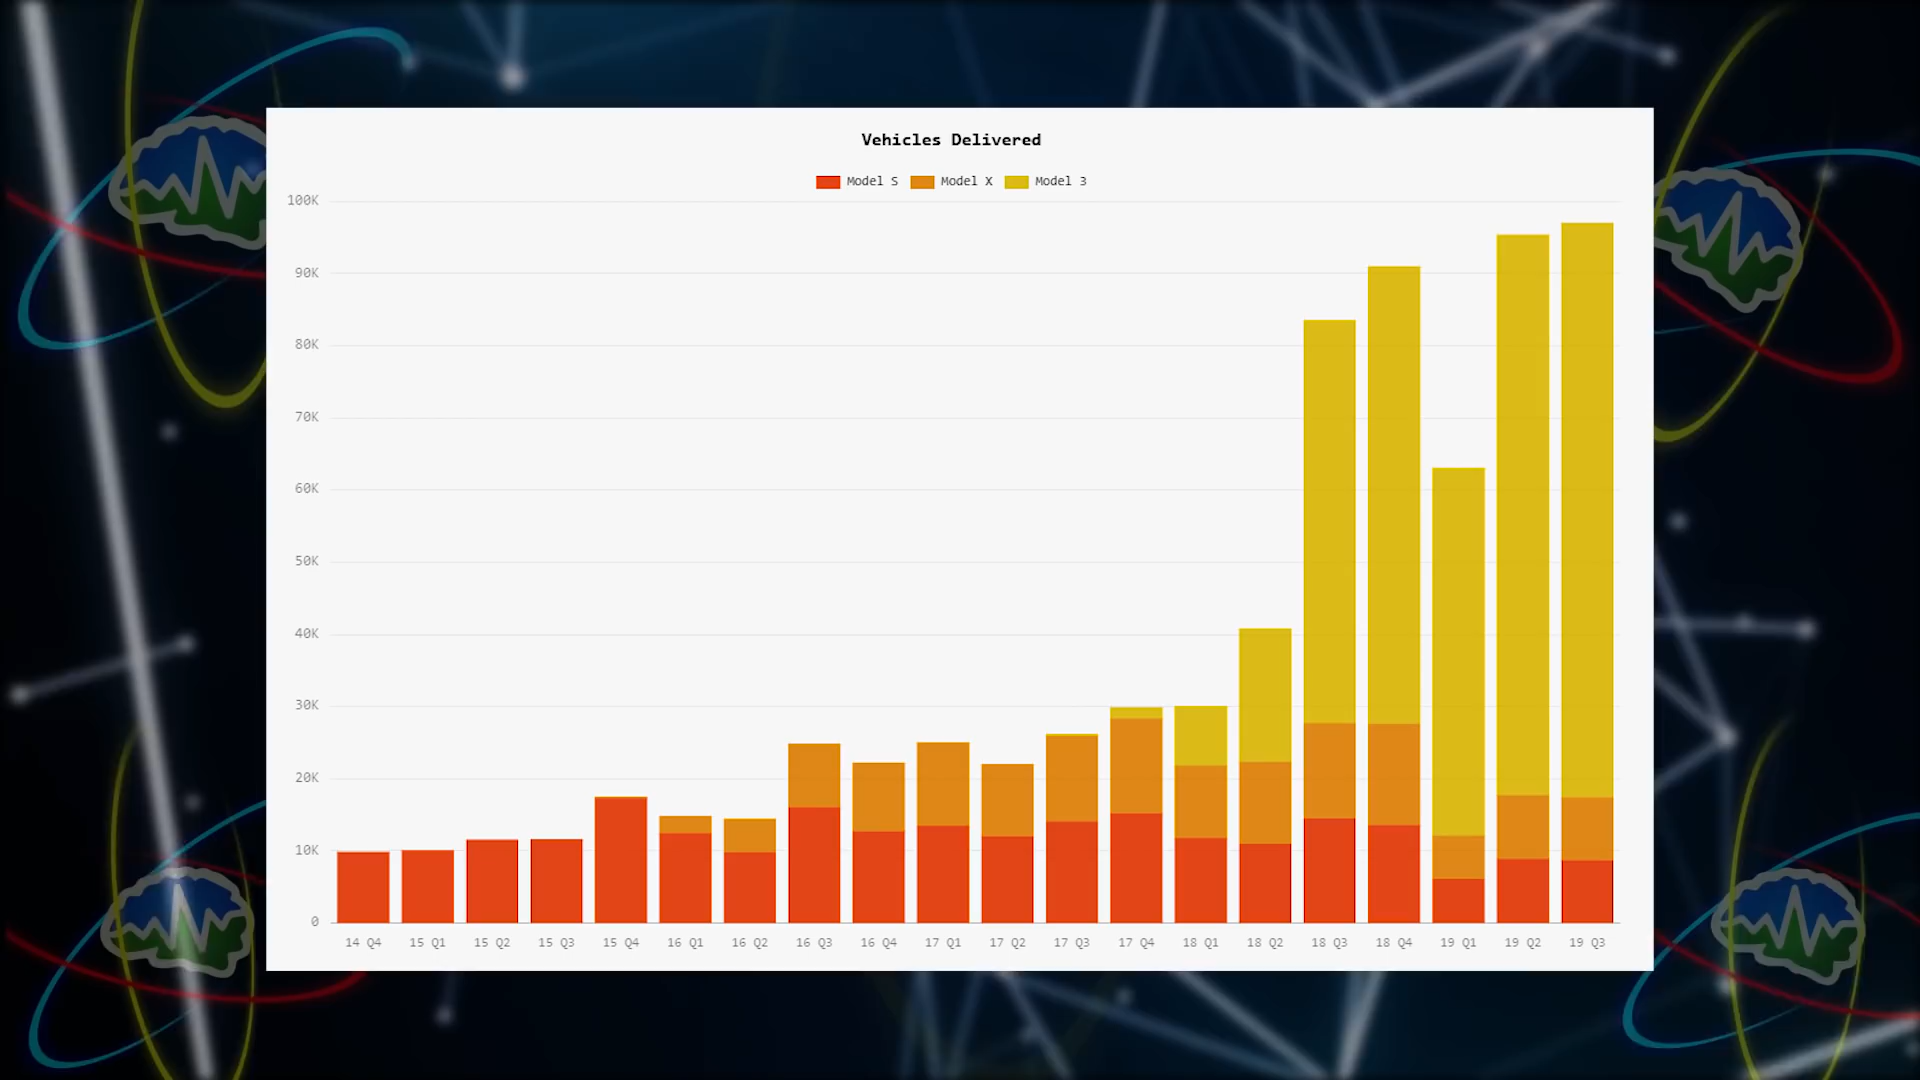 Vehicles Delivered
Model S Model X Model 3
100K
90K
80K
70K
60K
50K
40K
30K
20K
10K
0
14 Q4 15 Q1 15 Q2 15 Q3 15 Q4 16 Q1 16 Q2 16 Q3 16 Q4 17 Q1 17 Q2 17 Q3 17 Q4 18 Q1 18 Q2 18 Q3 18 Q4 19 Q1 19 Q2 19 Q3